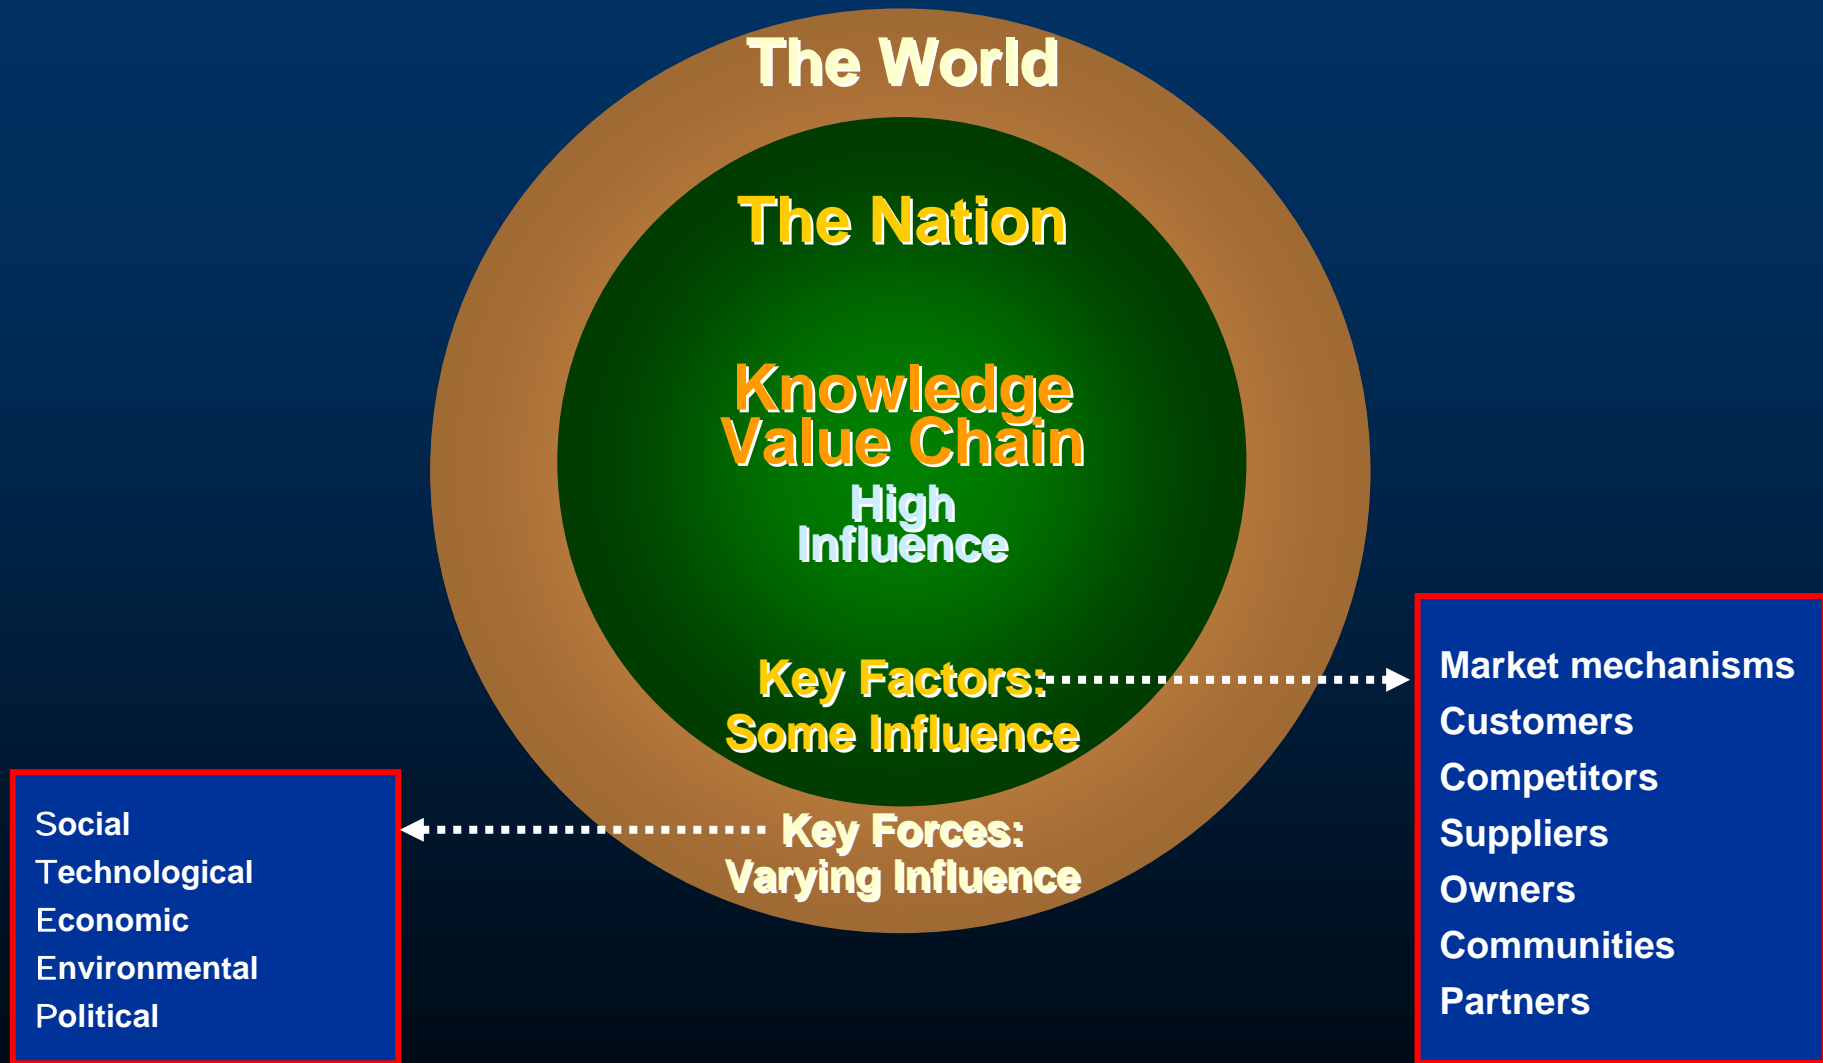 The World
The Nation
Knowledge
Value Chain
High
Influence
Key Factors:
Some Influence
Key Forces:
Varying Influence
Social
Technological
Economic
Environmental
Political
Market mechanisms
Customers
Competitors
Suppliers
Owners
Communities
Partners